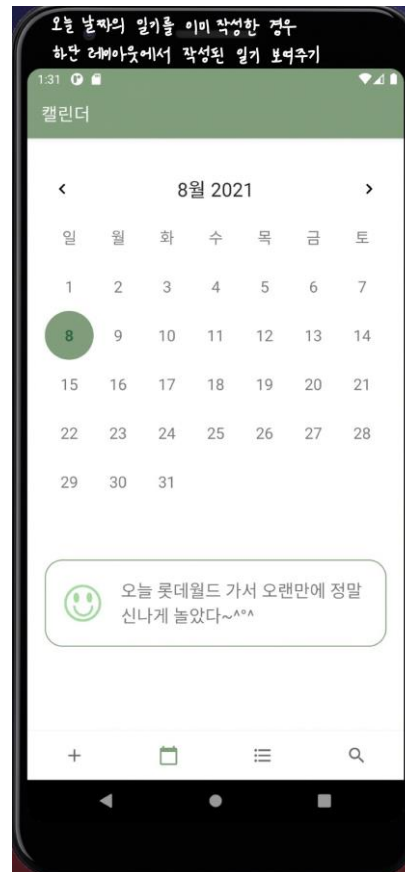 오늘 날짜의 일기를 이미 작성한 경우
하단 레이아웃에서 작성된 일기 보여주기
1:31
캘린더
8월 2021
일 월 화 수 목 금 토
1 2 3 4 5 6 7
8 9 10 11 12 13 14
15 16 17 18 19 20 21
22 23 24 25 26 27 28
29 30 31
오늘 롯데월드 가서 오랜만에 정말
신나게 놀았다~^^